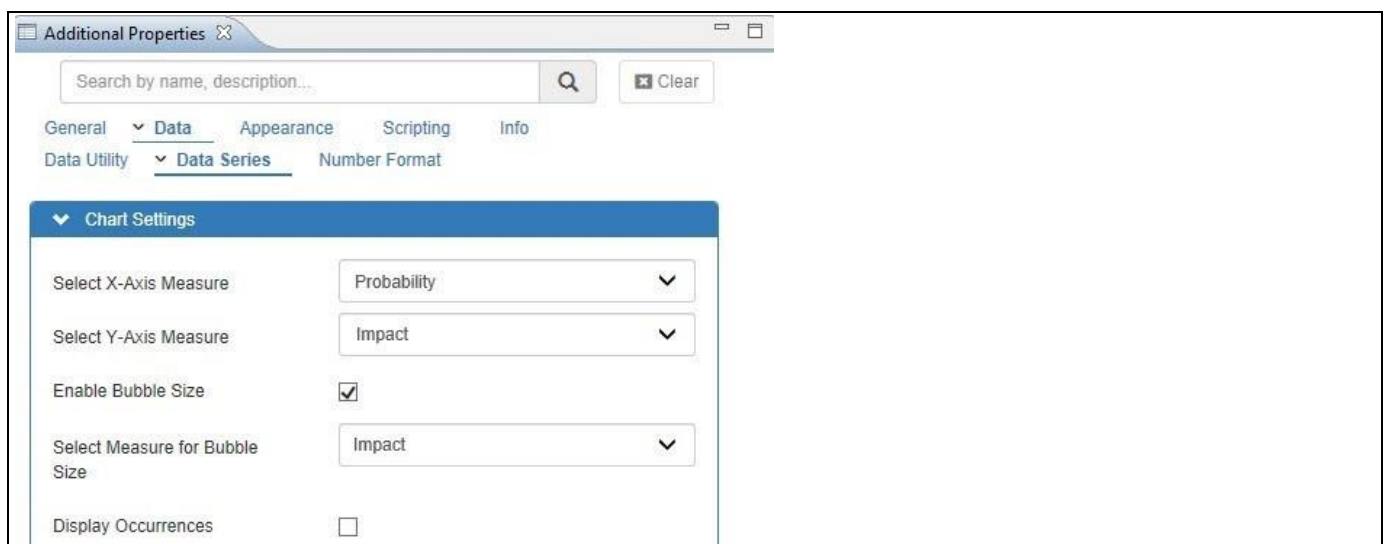 Additional Properties
Search by name, description...
Clear
General Data Appearance Scripting Info
Data Utility Data Series Number Format
Chart Settings
Select X-Axis Measure Probability
Select Y-Axis Measure Impact
Enable Bubble Size
Select Measure for Bubble Impact
Size
Display Occurrences